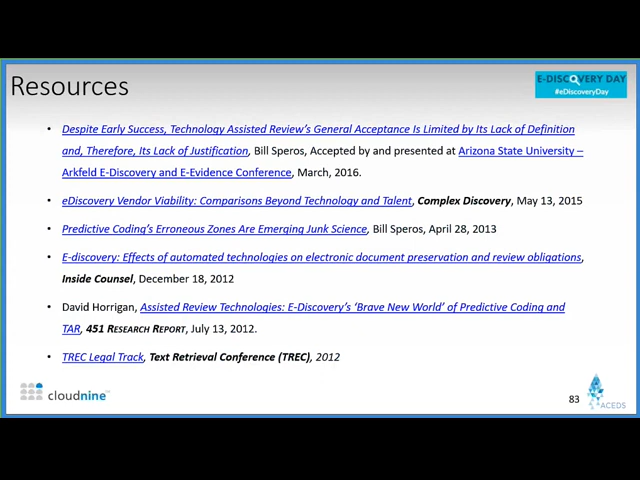 Resources
E-DISCOVERY DAY
#eDiscoveryDay
• Despite Early Success, Technology Assisted Review's General Acceptance Is Limited by Its Lack of Definition
and, Therefore, Its Lack of Justification, Bill Speros, Accepted by and presented at Arizona State University –
Arkfeld E-Discovery and E-Evidence Conference, March, 2016.
• eDiscovery Vendor Viability: Comparisons Beyond Technology and Talent, Complex Discovery, May 13, 2015
• Predictive Coding's Erroneous Zones Are Emerging Junk Science, Bill Speros, April 28, 2013
• E-discovery: Effects of automated technologies on electronic document preservation and review obligations,
Inside Counsel, December 18, 2012
• David Horrigan, Assisted Review Technologies: E-Discovery's 'Brave New World' of Predictive Coding and
TAR, 451 RESEARCH REPORT, July 13, 2012.
• TREC Legal Track, Text Retrieval Conference (TREC), 2012
cloudnine
83
ACEDS